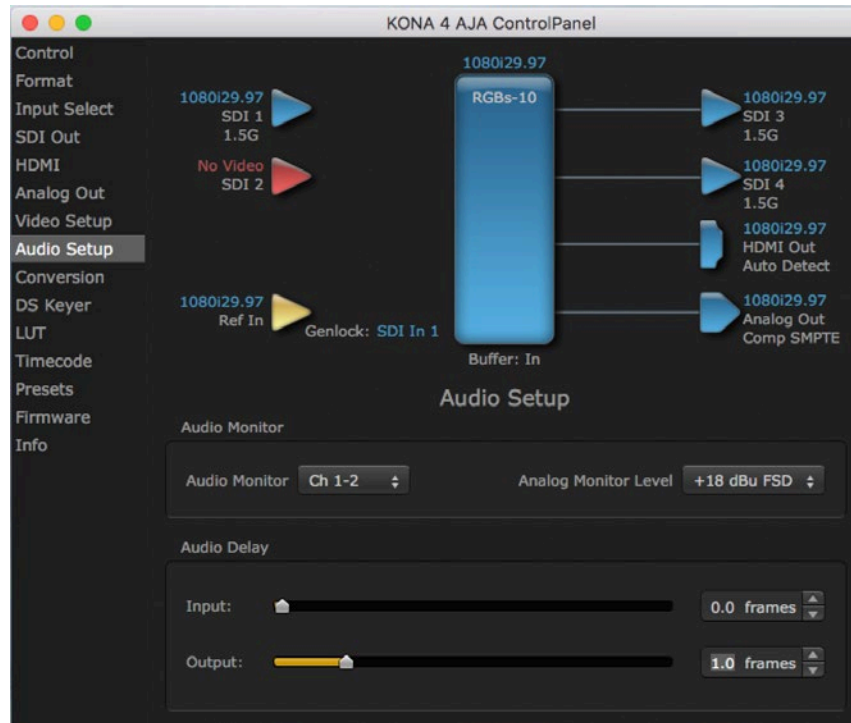 KONA 4 AJA ControlPanel
Control
Format
Input Select
SDI Out
HDMI
Analog Out
Video Setup
Audio Setup
Conversion
DS Keyer
LUT
Timecode
Presets
Firmware
Info
1080i29.97
SDI 1
1.5G
No Video
SDI 2
1080i29.97
Ref In
Genlock: SDI In 1
1080i29.97
RGBs-10
Buffer: In
1080i29.97
SDI 3
1.5G
1080i29.97
SDI 4
1.5G
1080i29.97
HDMI Out
Auto Detect
1080i29.97
Analog Out
Comp SMPTE
Audio Setup
Audio Monitor
Audio Monitor Ch 1-2 Analog Monitor Level +18 dBu FSD
Audio Delay
Input: 0.0 frames
Output: 1.0 frames